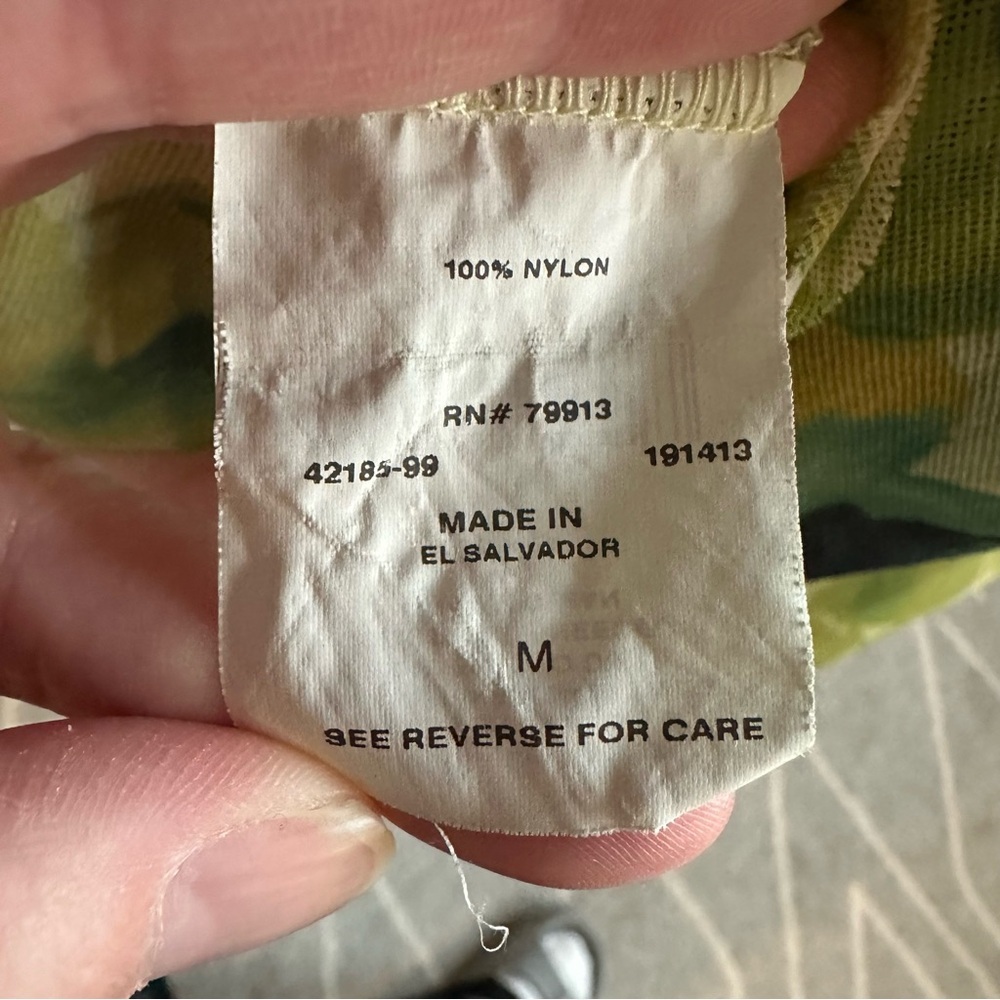 100% NYLON
RN# 79913
42185-99
191413
MADE IN
EL SALVADOR
M
SEE REVERSE FOR CARE